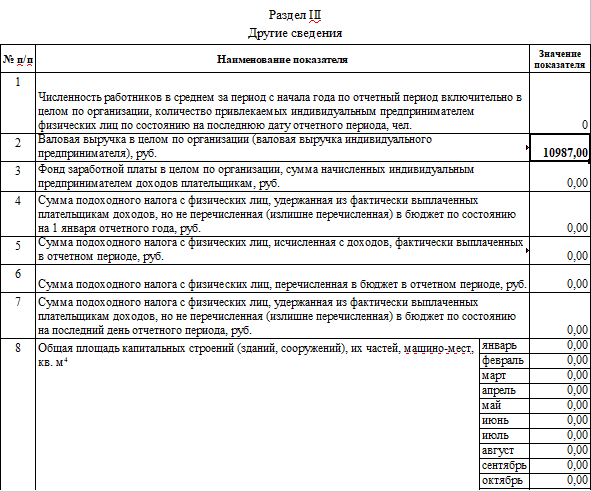 Раздел III
Другие сведения
№ п/п
Наименование показателя
Значение
показателя
1
Численность работников в среднем за период с начала года по отчетный период включительно в
целом по организации, количество привлекаемых индивидуальным предпринимателем
физических лиц по состоянию на последнюю дату отчетного периода, чел.
0
2
Валовая выручка в целом по организации (валовая выручка индивидуального
предпринимателя), руб.
10987,00
3
Фонд заработной платы в целом по организации, сумма начисленных индивидуальным
предпринимателем доходов плательщикам, руб.
0,00
4
Сумма подоходного налога с физических лиц, удержанная из фактически выплаченных
плательщикам доходов, но не перечисленная (излишне перечисленная) в бюджет по состоянию
на 1 января отчетного года, руб.
0,00
5
Сумма подоходного налога с физических лиц, исчисленная с доходов, фактически выплаченных
в отчетном периоде, руб.
0,00
6
Сумма подоходного налога с физических лиц, перечисленная в бюджет в отчетном периоде, руб.
0,00
7
Сумма подоходного налога с физических лиц, удержанная из фактически выплаченных
плательщикам доходов, но не перечисленная (излишне перечисленная) в бюджет по состоянию
на последний день отчетного периода, руб.
0,00
8
Общая площадь капитальных строений (зданий, сооружений), их частей, машино-мест,
кв. м⁴
январь 0,00
февраль 0,00
март 0,00
апрель 0,00
май 0,00
июнь 0,00
июль 0,00
август 0,00
сентябрь 0,00
октябрь 0,00